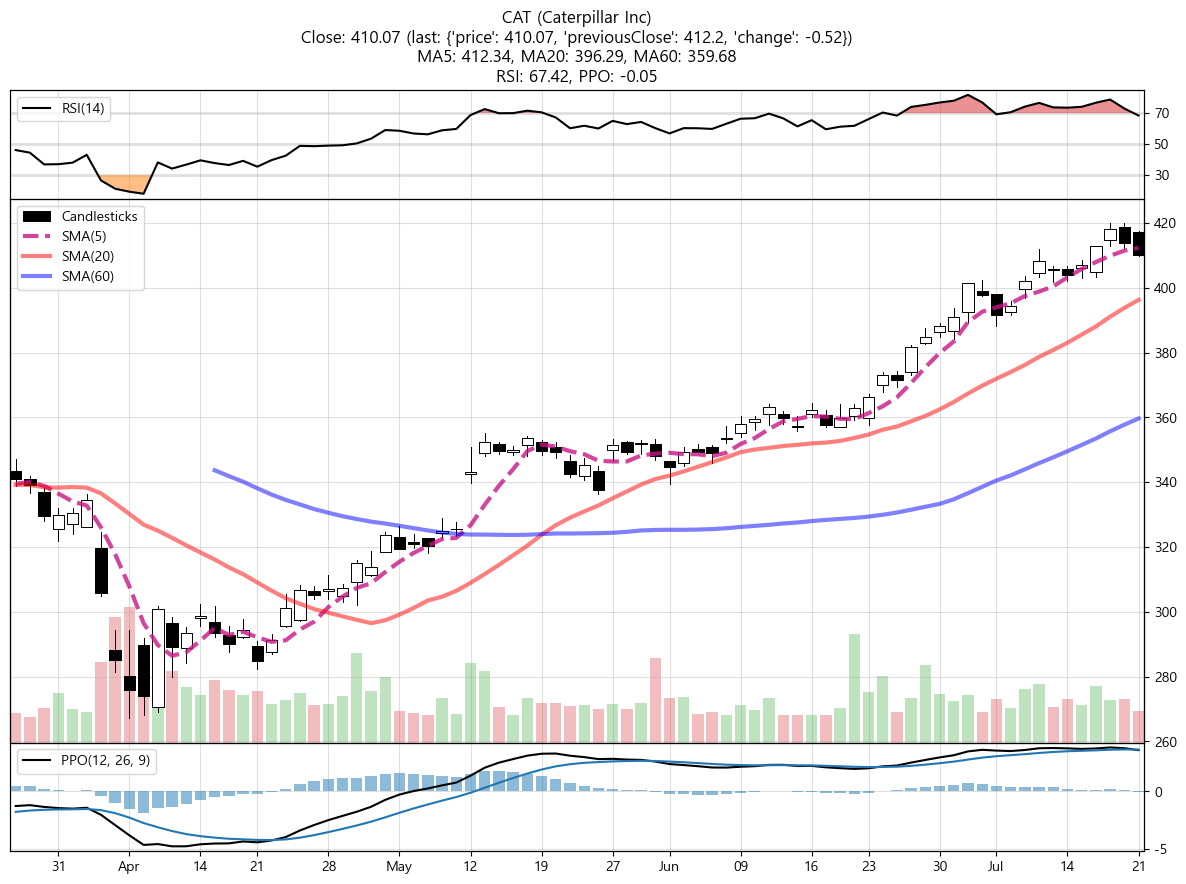 CAT (Caterpillar Inc)
Close: 410.07 (last: {'price': 410.07, 'previousClose': 412.2, 'change': -0.52})
MA5: 412.34, MA20: 396.29, MA60: 359.68
RSI: 67.42, PPO: -0.05
RSI(14)
70
50
30
Candlesticks
SMA(5)
SMA(20)
SMA(60)
420
400
380
360
340
320
300
280
260
PPO(12, 26, 9)
0
-5
31 Apr 14 21 28 May 12 19 27 Jun 09 16 23 30 Jul 14 21